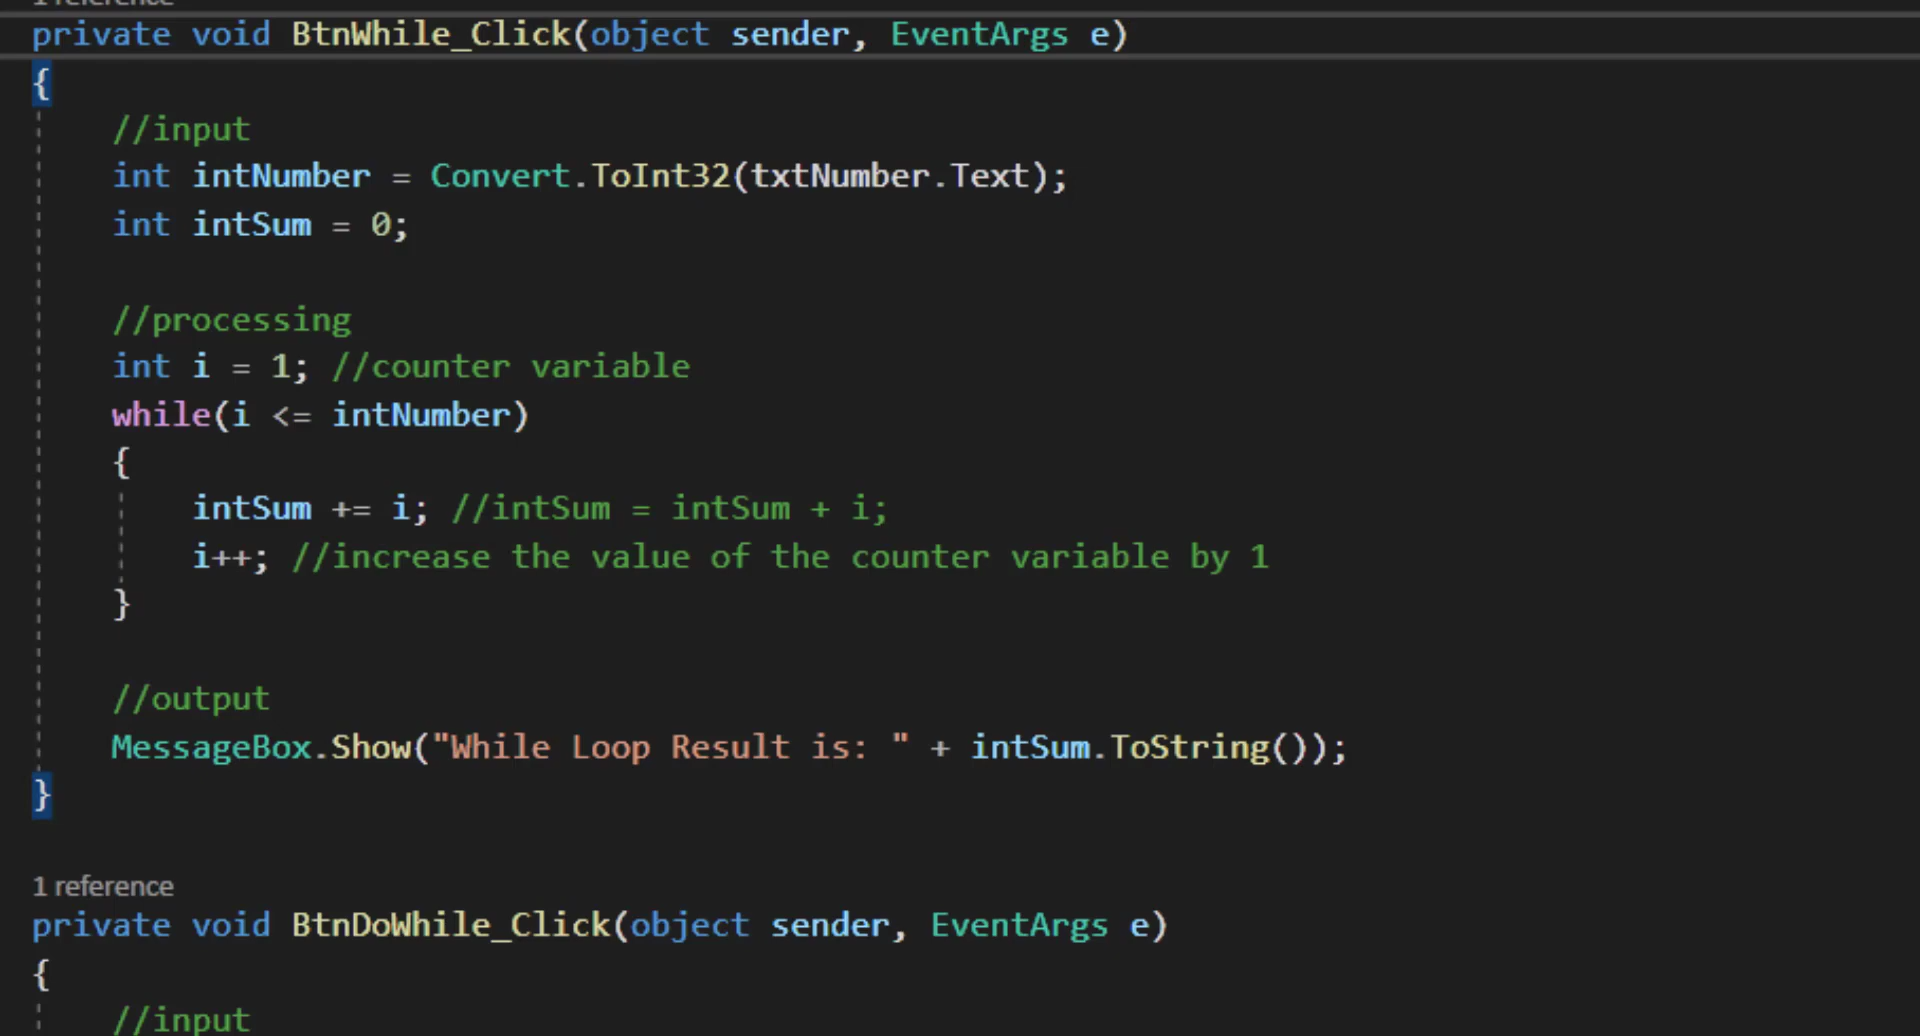 1 reference
private void BtnWhile_Click(object sender, EventArgs e)
{
//input
int intNumber = Convert.ToInt32(txtNumber.Text);
int intSum = 0;
//processing
int i = 1; //counter variable
while(i <= intNumber)
{
intSum += i; //intSum = intSum + i;
i++; //increase the value of the counter variable by 1
}
//output
MessageBox.Show("While Loop Result is: " + intSum.ToString());
}
1 reference
private void BtnDoWhile_Click(object sender, EventArgs e)
{
//input